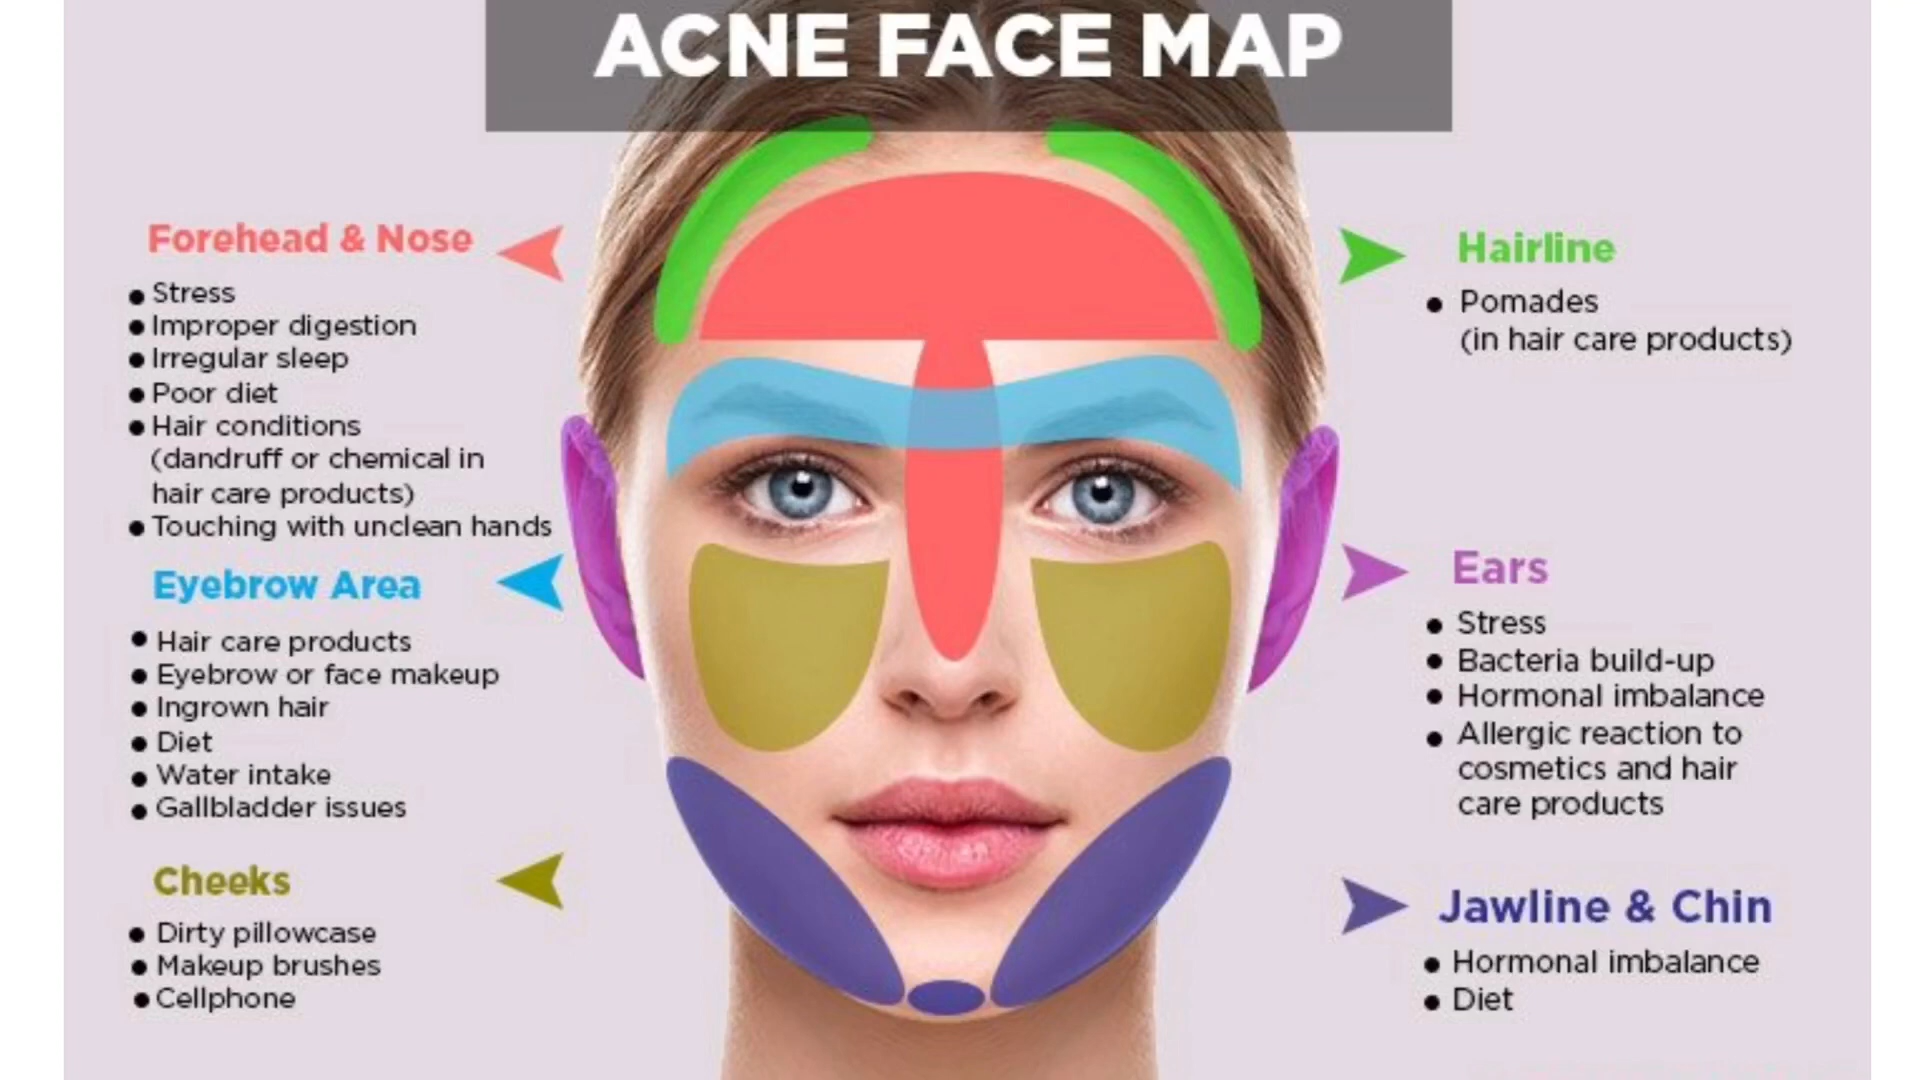 ACNE FACE MAP
Forehead & Nose
Stress
Improper digestion
Irregular sleep
Poor diet
Hair conditions
(dandruff or chemical in
hair care products)
Touching with unclean hands
Eyebrow Area
Hair care products
Eyebrow or face makeup
Ingrown hair
Diet
Water intake
Gallbladder issues
Cheeks
Dirty pillowcase
Makeup brushes
Cellphone
Hairline
Pomades
(in hair care products)
Ears
Stress
Bacteria build-up
Hormonal imbalance
Allergic reaction to
cosmetics and hair
care products
Jawline & Chin
Hormonal imbalance
Diet